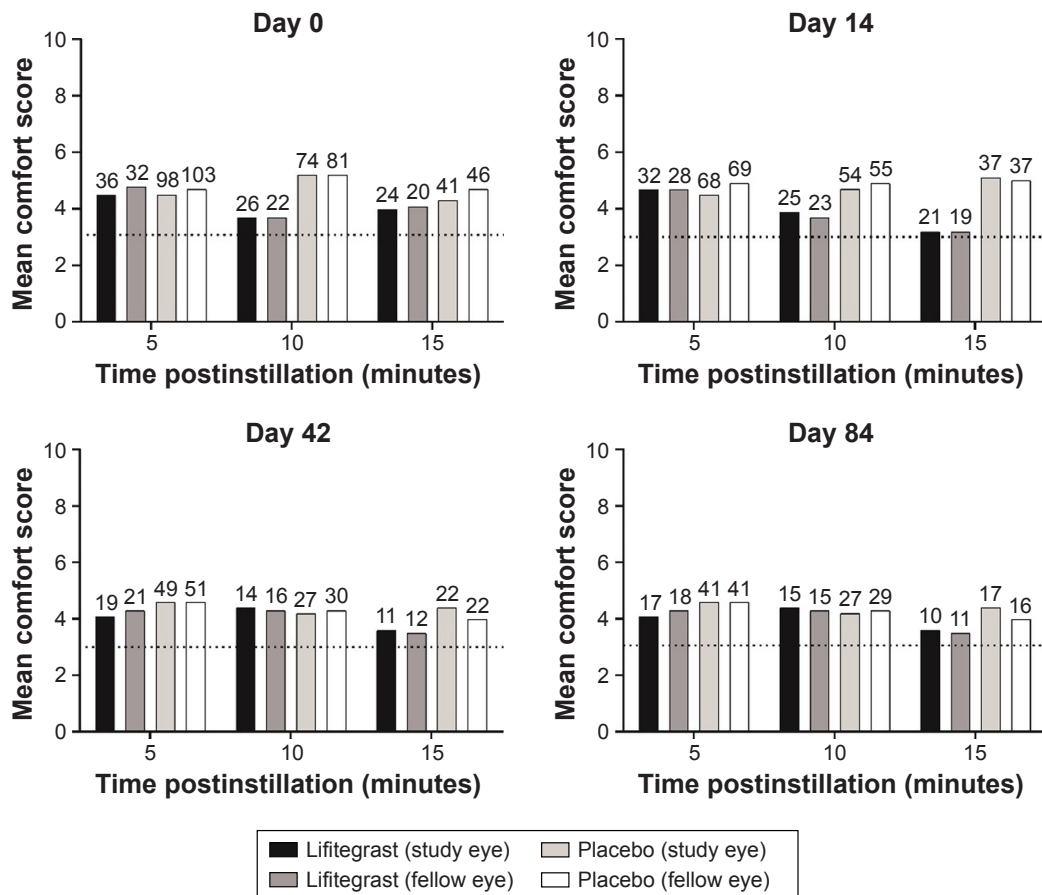 Day 0
Mean comfort score
10
8
6
4
2
0
36 32 98 103 26 22 74 81 24 20 41 46
5 10 15
Time postinstillation (minutes)
Day 14
Mean comfort score
10
8
6
4
2
0
32 28 68 69 25 23 54 55 21 19 37 37
5 10 15
Time postinstillation (minutes)
Day 42
Mean comfort score
10
8
6
4
2
0
19 21 49 51 14 16 27 30 11 12 22 22
5 10 15
Time postinstillation (minutes)
Day 84
Mean comfort score
10
8
6
4
2
0
17 18 41 41 15 15 27 29 10 11 17 16
5 10 15
Time postinstillation (minutes)
Lifitegrast (study eye) Placebo (study eye)
Lifitegrast (fellow eye) Placebo (fellow eye)